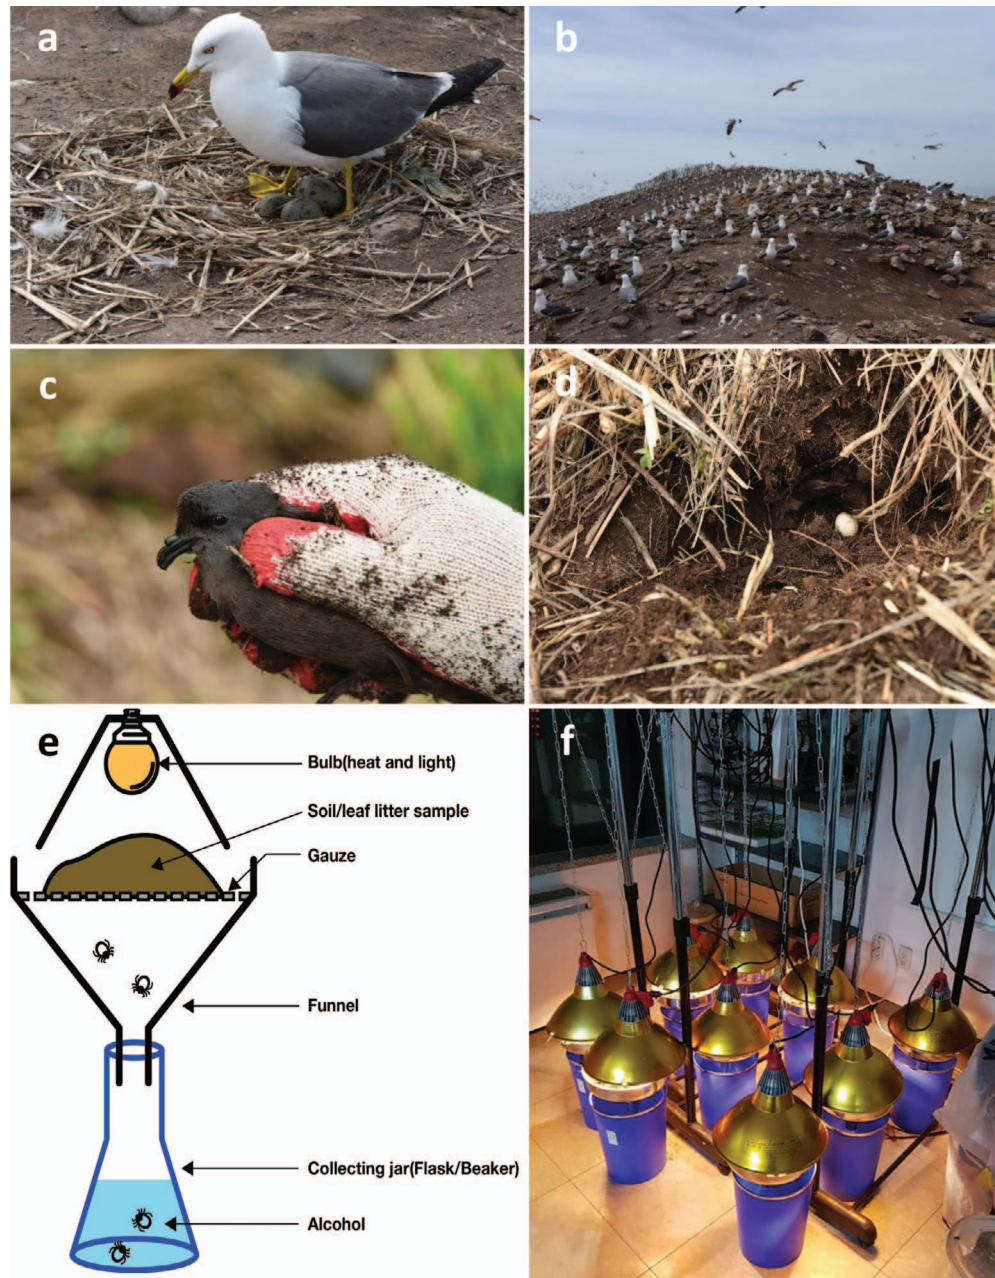 a
b
c
d
e
Bulb(heat and light)
Soil/leaf litter sample
Gauze
Funnel
Collecting jar(Flask/Beaker)
Alcohol
f